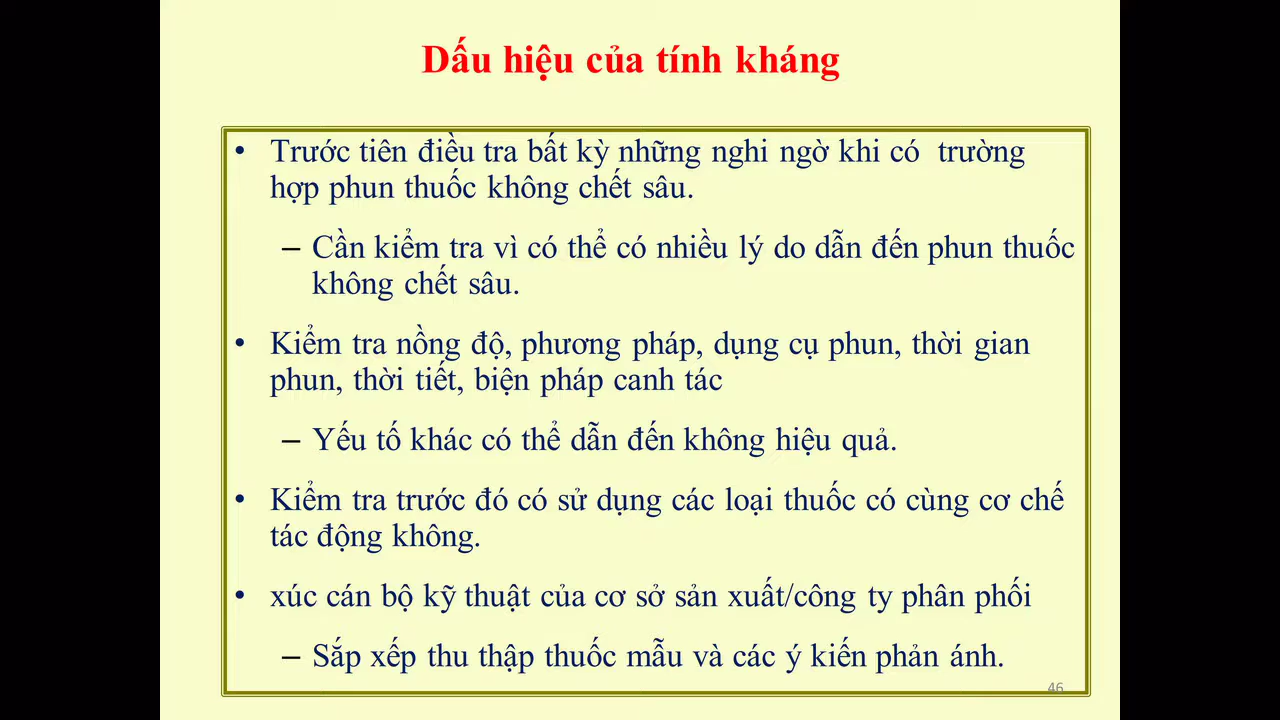 Dấu hiệu của tính kháng
• Trước tiên điều tra bất kỳ những nghi ngờ khi có trường
hợp phun thuốc không chết sâu.
– Cần kiểm tra vì có thể có nhiều lý do dẫn đến phun thuốc
không chết sâu.
• Kiểm tra nồng độ, phương pháp, dụng cụ phun, thời gian
phun, thời tiết, biện pháp canh tác
– Yếu tố khác có thể dẫn đến không hiệu quả.
• Kiểm tra trước đó có sử dụng các loại thuốc có cùng cơ chế
tác động không.
• xúc cán bộ kỹ thuật của cơ sở sản xuất/công ty phân phối
– Sắp xếp thu thập thuốc mẫu và các ý kiến phản ánh.
46